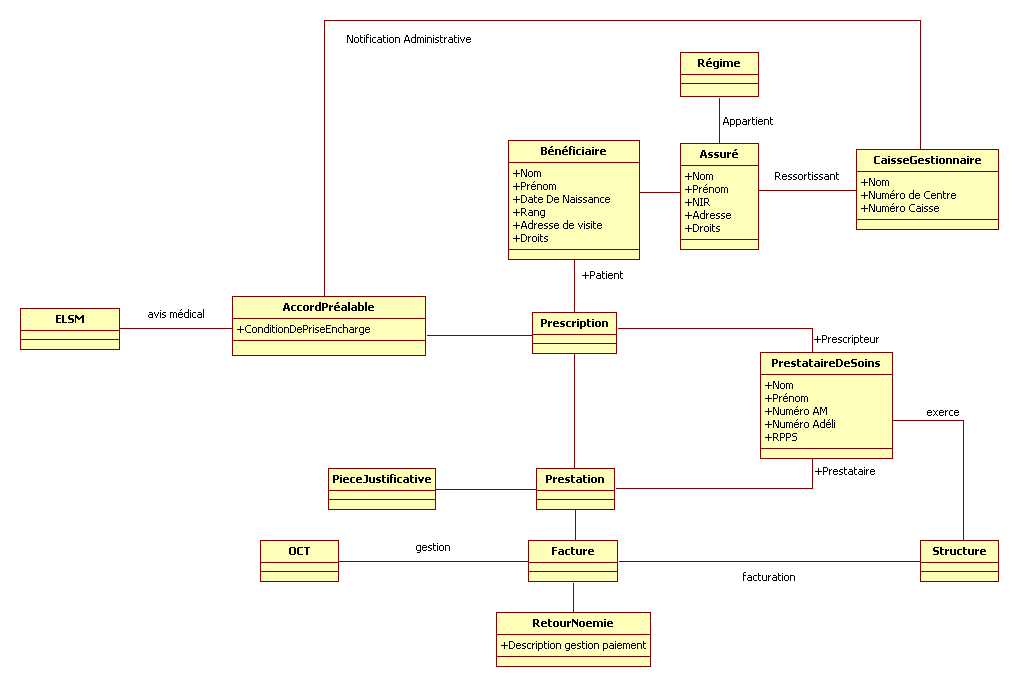 Notification Administrative
Régime
Appartient
Bénéficiaire
+Nom
+Prénom
+Date De Naissance
+Rang
+Adresse de visite
+Droits
Assuré
+Nom
+Prénom
+NIR
+Adresse
+Droits
Ressortissant
CaisseGestionnaire
+Nom
+Numéro de Centre
+Numéro Caisse
+Patient
ELSM
avis médical
AccordPréalable
+ConditionDePriseEncharge
Prescription
+Prescripteur
PrestataireDeSoins
+Nom
+Prénom
+Numéro AM
+Numéro Adéli
+RPPS
exerce
+Prestataire
PieceJustificative
Prestation
OCT
gestion
Facture
facturation
Structure
RetourNoemie
+Description gestion paiement